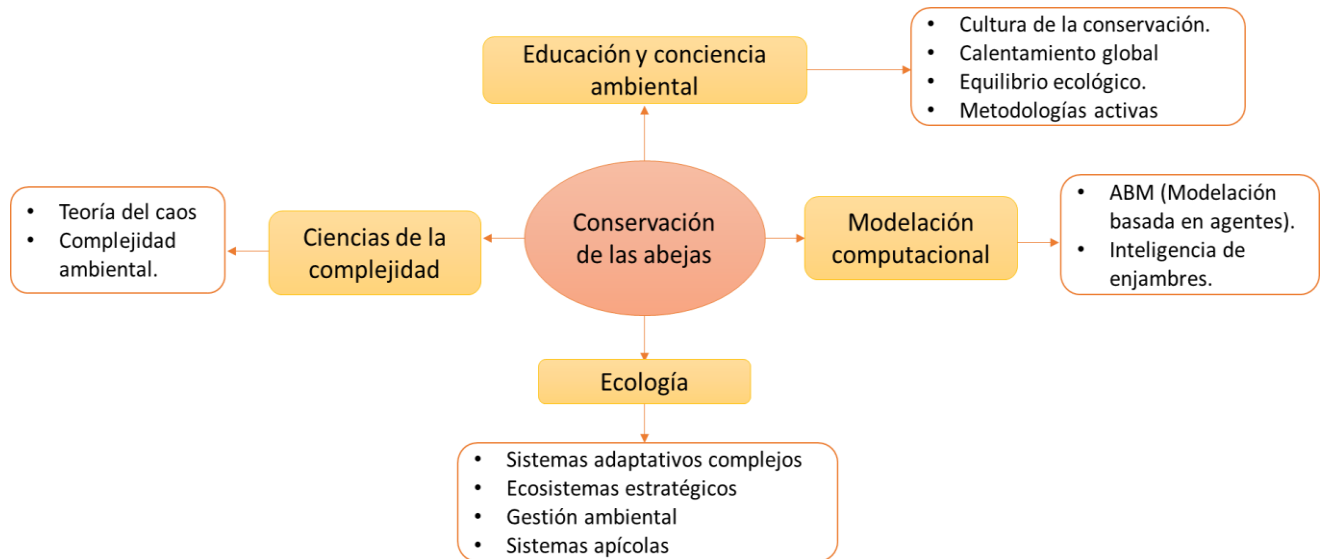 Educación y conciencia
ambiental
• Cultura de la conservación.
• Calentamiento global
• Equilibrio ecológico.
• Metodologías activas
• Teoría del caos
• Complejidad
ambiental.
Ciencias de la
complejidad
Conservación
de las abejas
Modelación
computacional
• ABM (Modelación
basada en agentes).
• Inteligencia de
enjambres.
Ecología
• Sistemas adaptativos complejos
• Ecosistemas estratégicos
• Gestión ambiental
• Sistemas apícolas